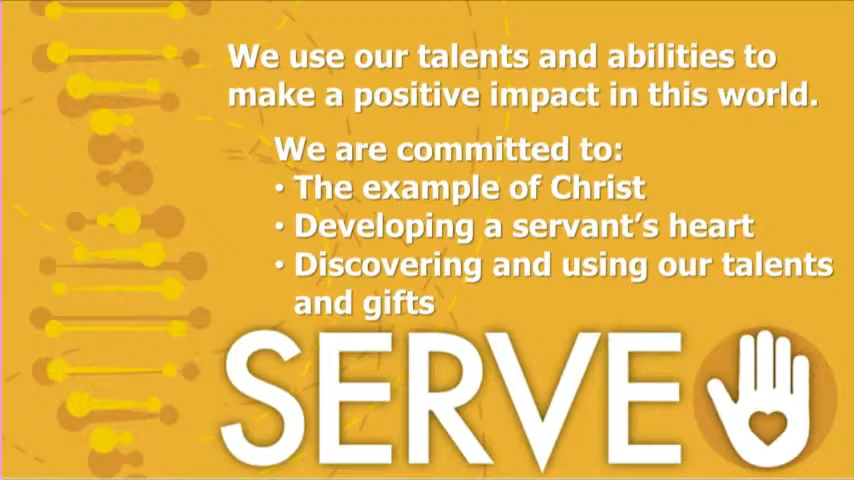 We use our talents and abilities to
make a positive impact in this world.
We are committed to:
• The example of Christ
• Developing a servant's heart
• Discovering and using our talents
and gifts
SERVE